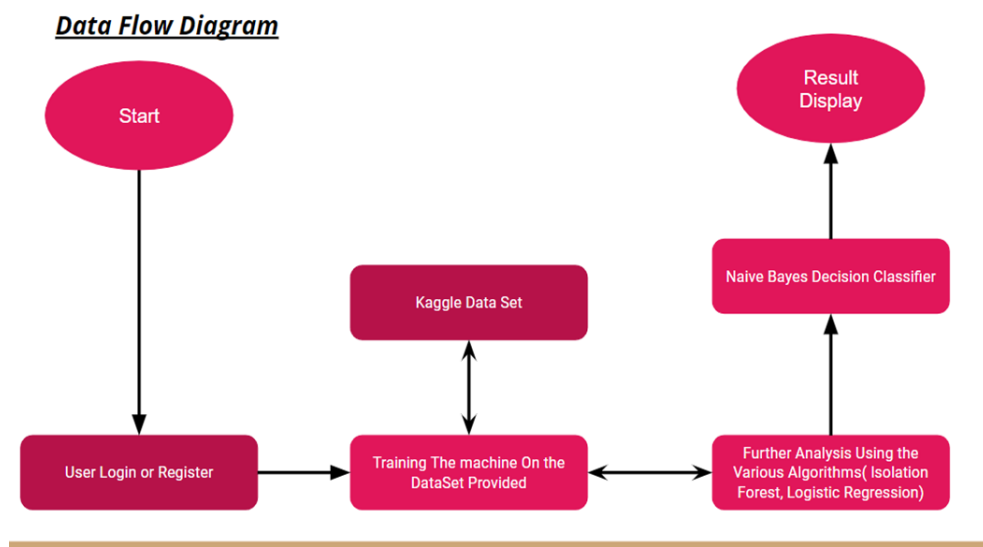 Data Flow Diagram
Start
Result
Display
Naive Bayes Decision Classifier
Kaggle Data Set
User Login or Register
Training The machine On the
DataSet Provided
Further Analysis Using the
Various Algorithms( Isolation
Forest, Logistic Regression)